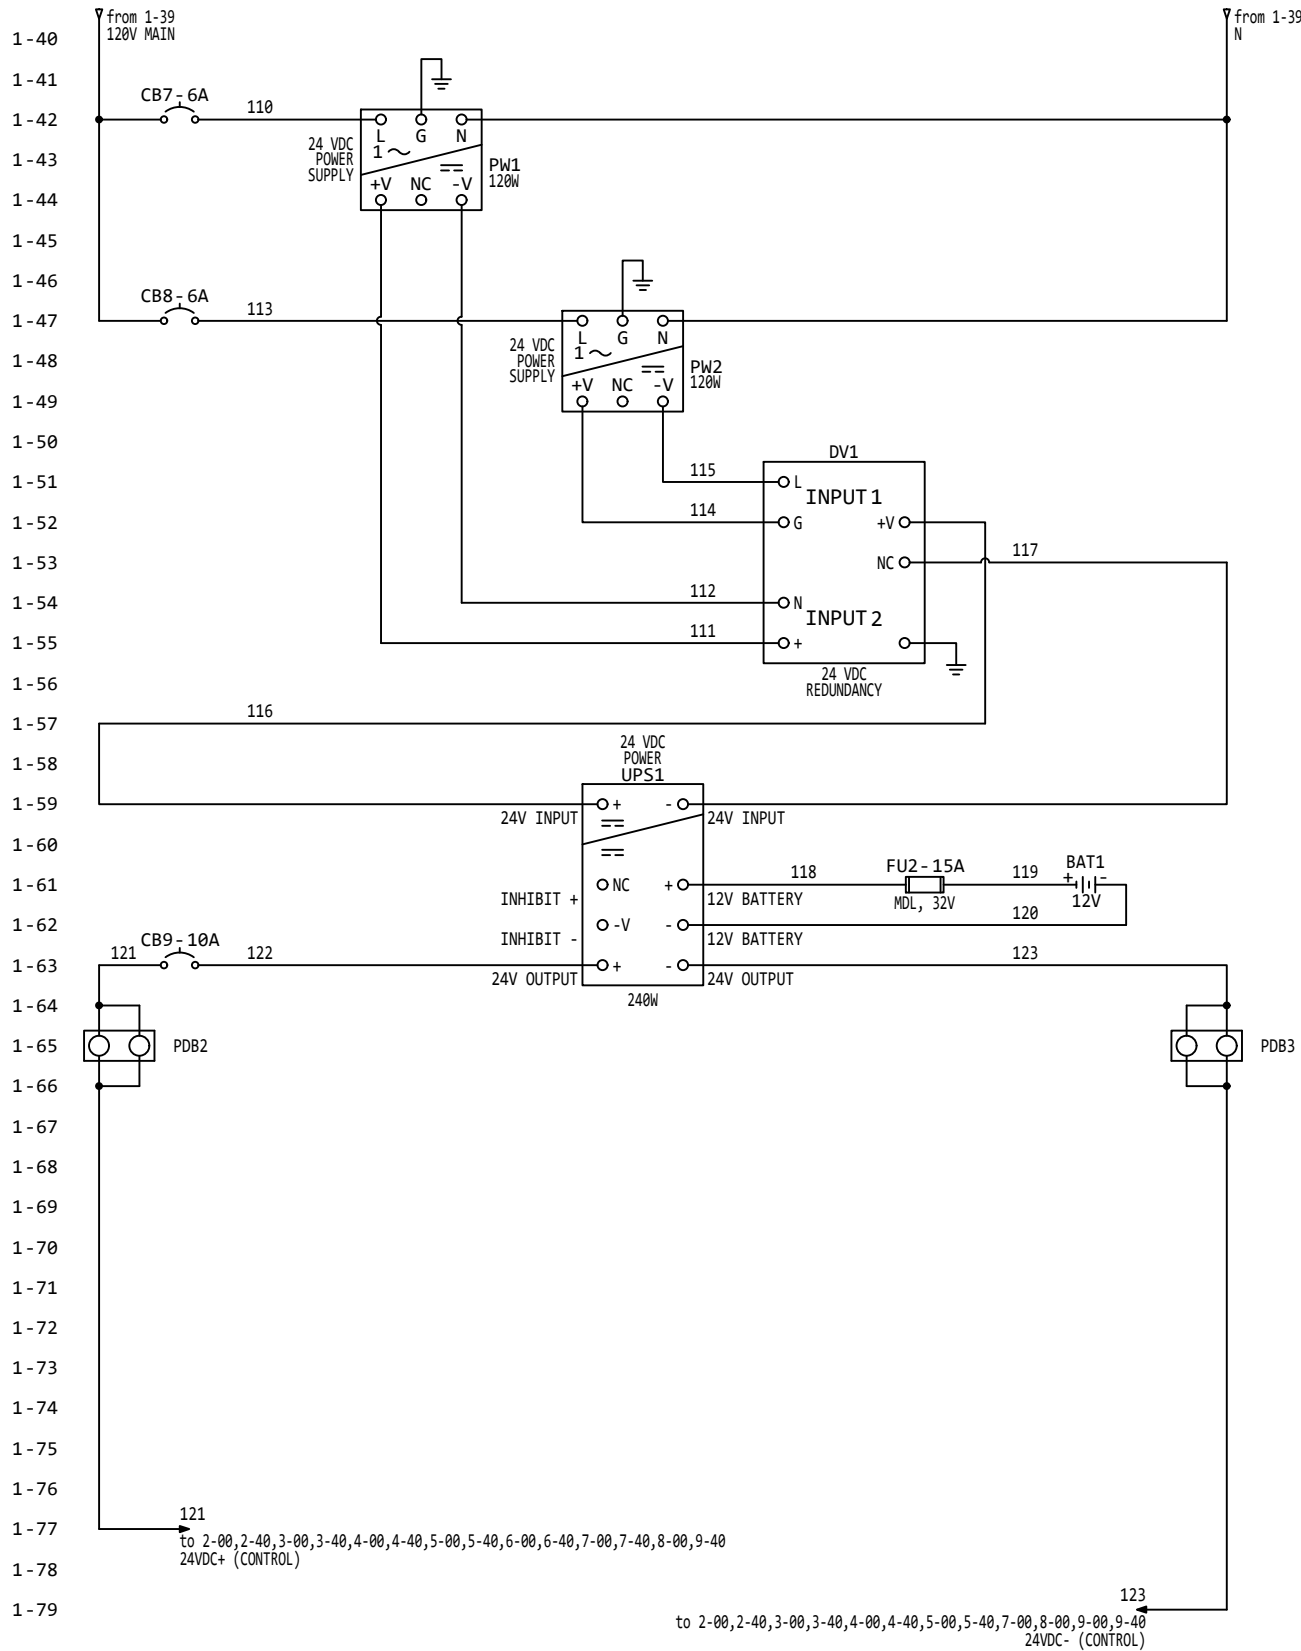 from 1-39
120V MAIN
from 1-39
N
1-40
1-41
CB7-6A
110
1-42
L G N
1
24 VDC
POWER
SUPPLY
1-43
PW1
120W
+V NC -V
1-44
1-45
1-46
CB8-6A
113
1-47
L G N
1
24 VDC
POWER
SUPPLY
1-48
PW2
120W
+V NC -V
1-49
1-50
DV1
115
1-51
L
INPUT 1
114
1-52
G
+V
117
1-53
NC
112
1-54
N
INPUT 2
111
1-55
+
24 VDC
REDUNDANCY
1-56
116
1-57
24 VDC
POWER
UPS1
1-58
1-59
+ -
24V INPUT
24V INPUT
1-60
118
FU2-15A
119
BAT1
1-61
NC
+
+ -
INHIBIT +
12V BATTERY
MDL, 32V
12V
120
1-62
-V
-
INHIBIT -
12V BATTERY
121
CB9-10A
122
123
1-63
+ -
24V OUTPUT
24V OUTPUT
240W
1-64
1-65
PDB2
PDB3
1-66
1-67
1-68
1-69
1-70
1-71
1-72
1-73
1-74
1-75
1-76
121
1-77
to 2-00,2-40,3-00,3-40,4-00,4-40,5-00,5-40,6-00,6-40,7-00,7-40,8-00,9-40
24VDC+ (CONTROL)
1-78
123
1-79
to 2-00,2-40,3-00,3-40,4-00,4-40,5-00,5-40,7-00,8-00,9-00,9-40
24VDC- (CONTROL)